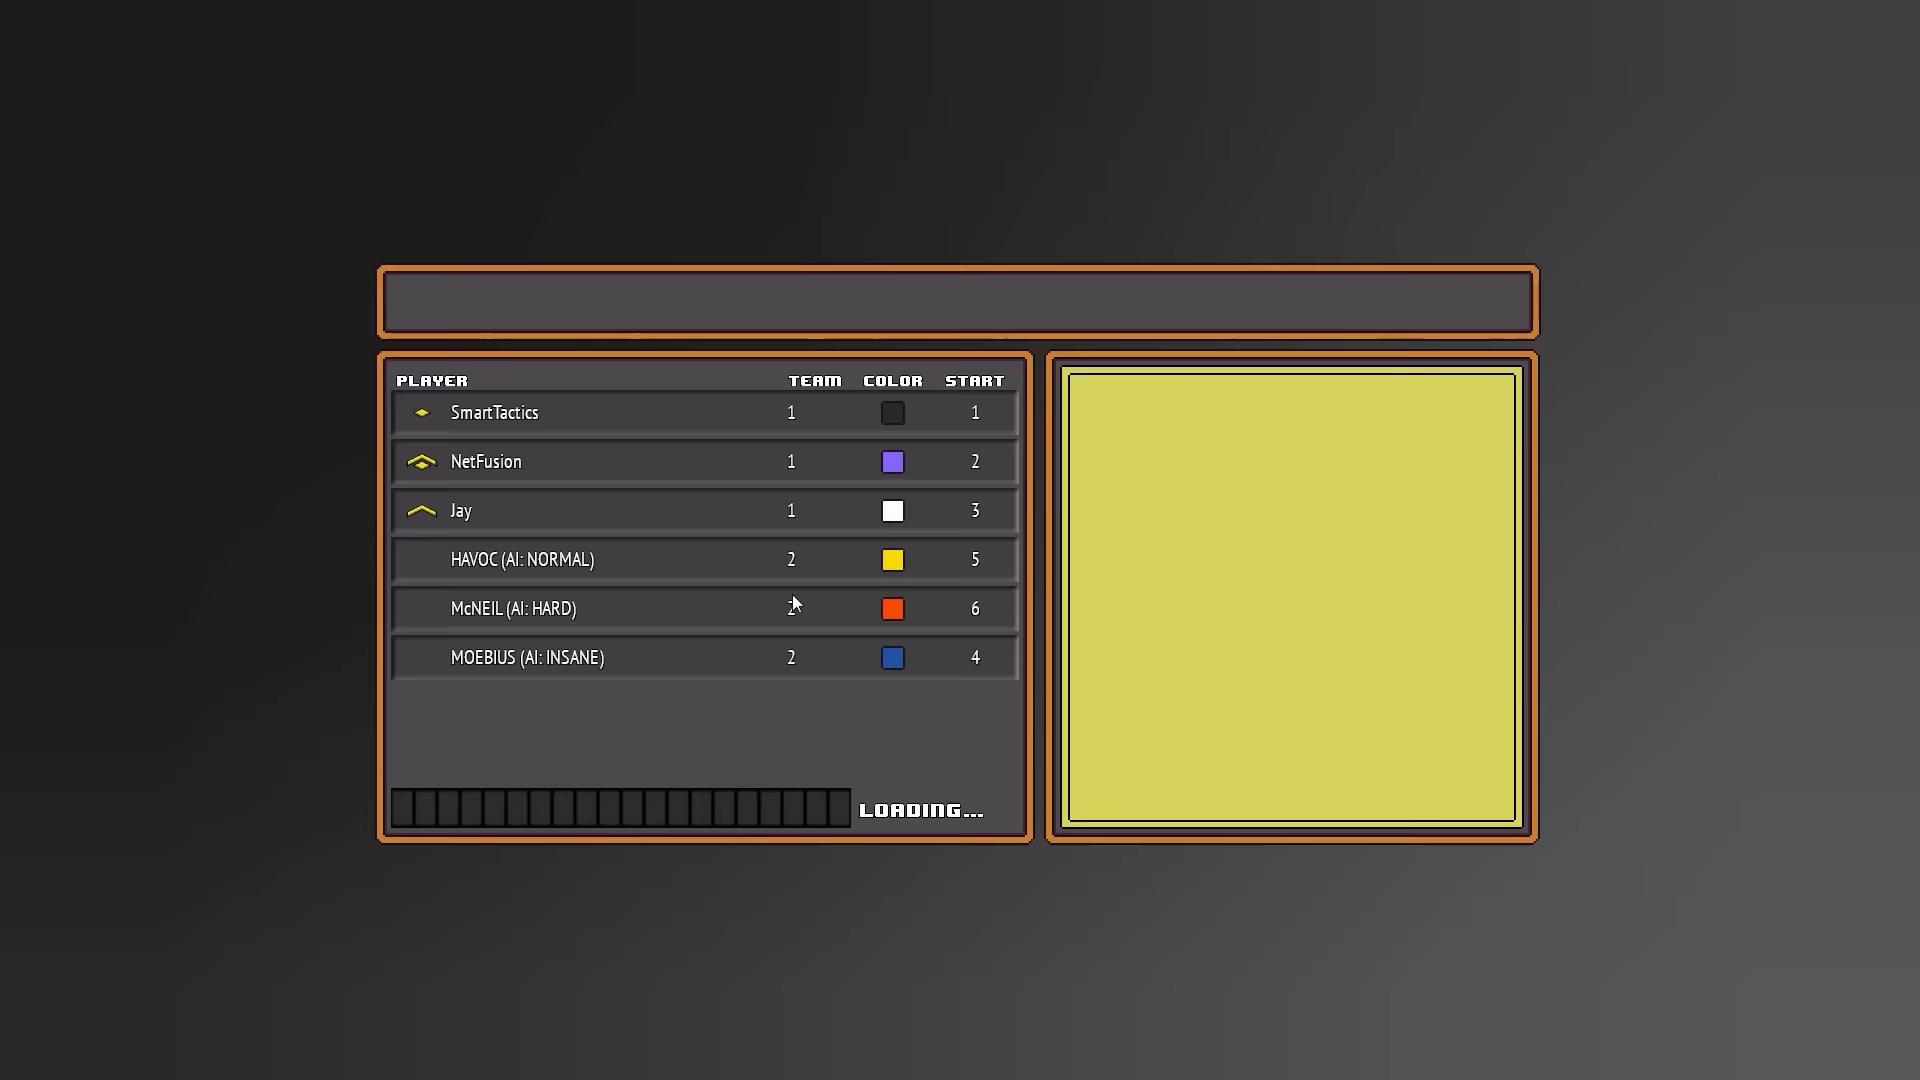 PLAYER TEAM COLOR START
SmartTactics 1 1
NetFusion 1 2
Jay 1 3
HAVOC (AI: NORMAL) 2 5
McNEIL (AI: HARD) 2 6
MOEBIUS (AI: INSANE) 2 4
LOADING...